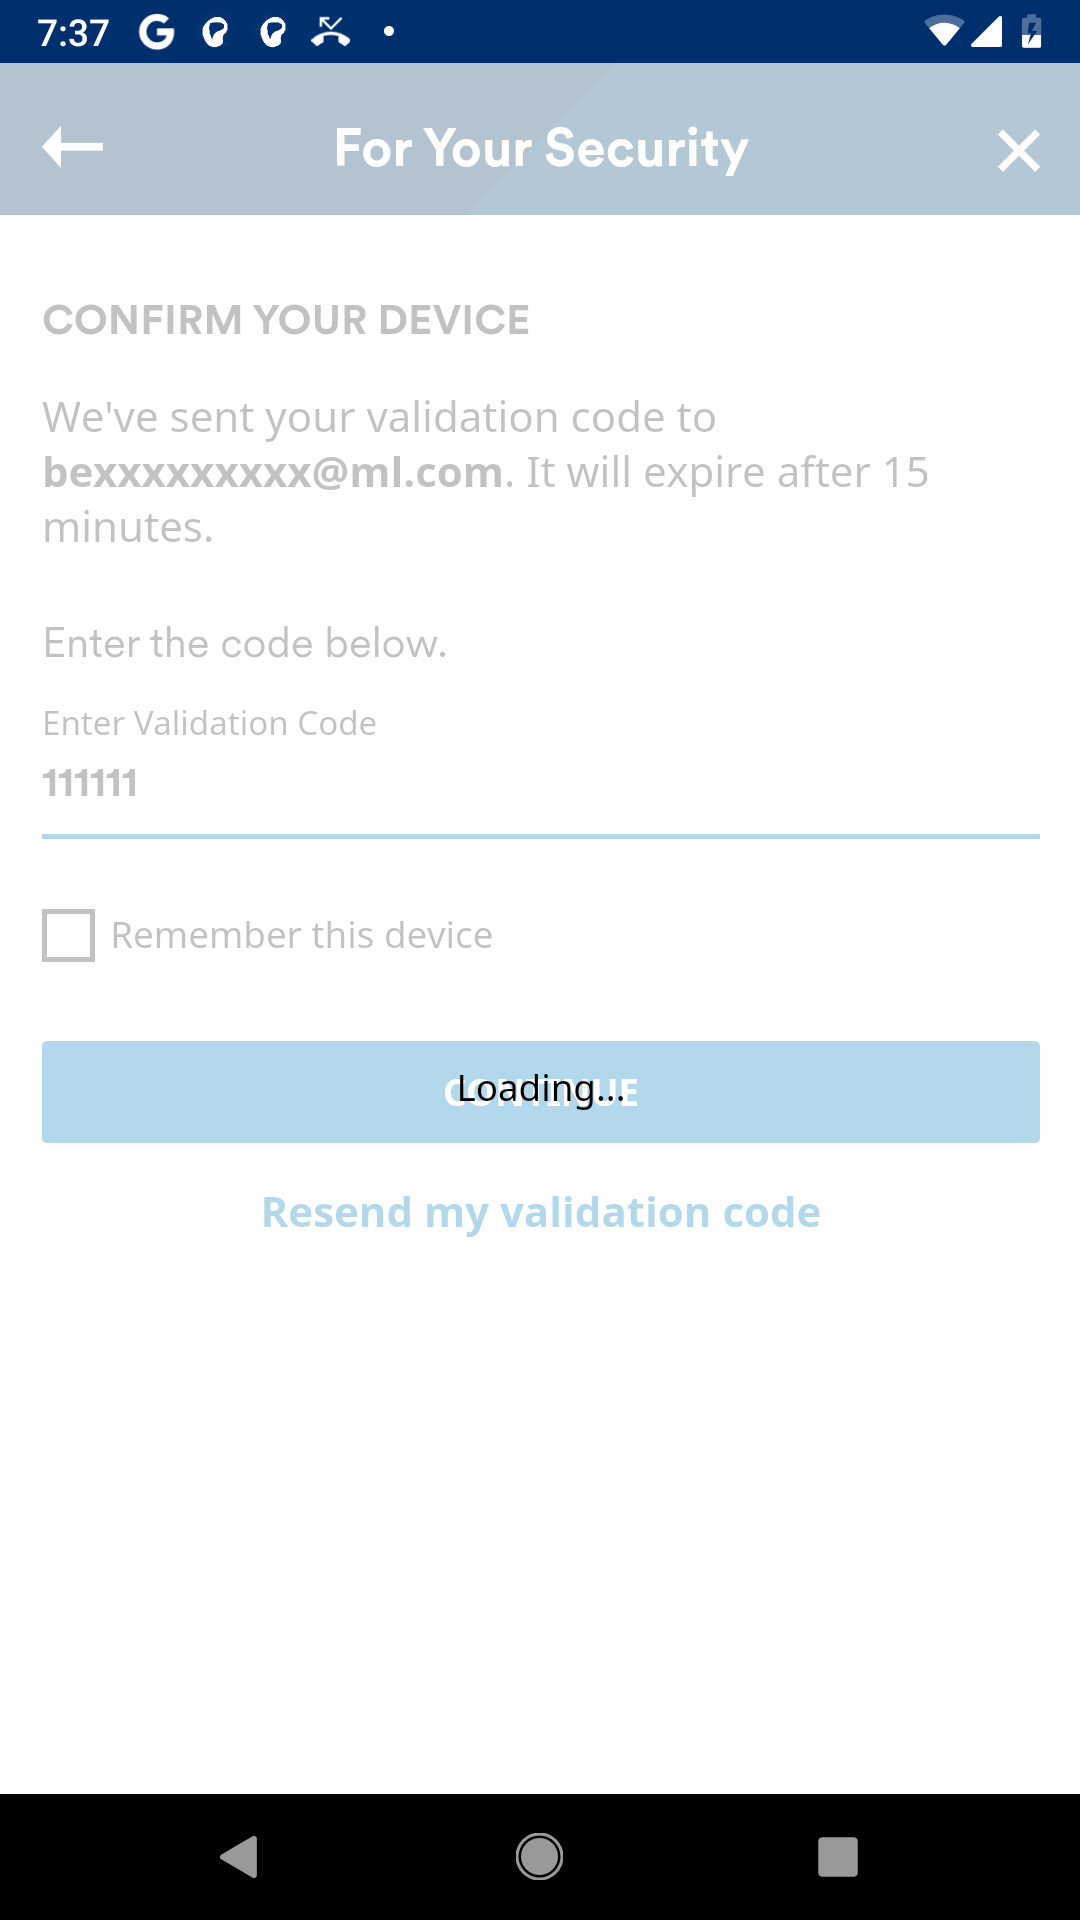 7:37
For Your Security
CONFIRM YOUR DEVICE
We've sent your validation code to
bexxxxxxxxx@ml.com. It will expire after 15
minutes.
Enter the code below.
Enter Validation Code
111111
Remember this device
CONTINUE
Loading...
Resend my validation code